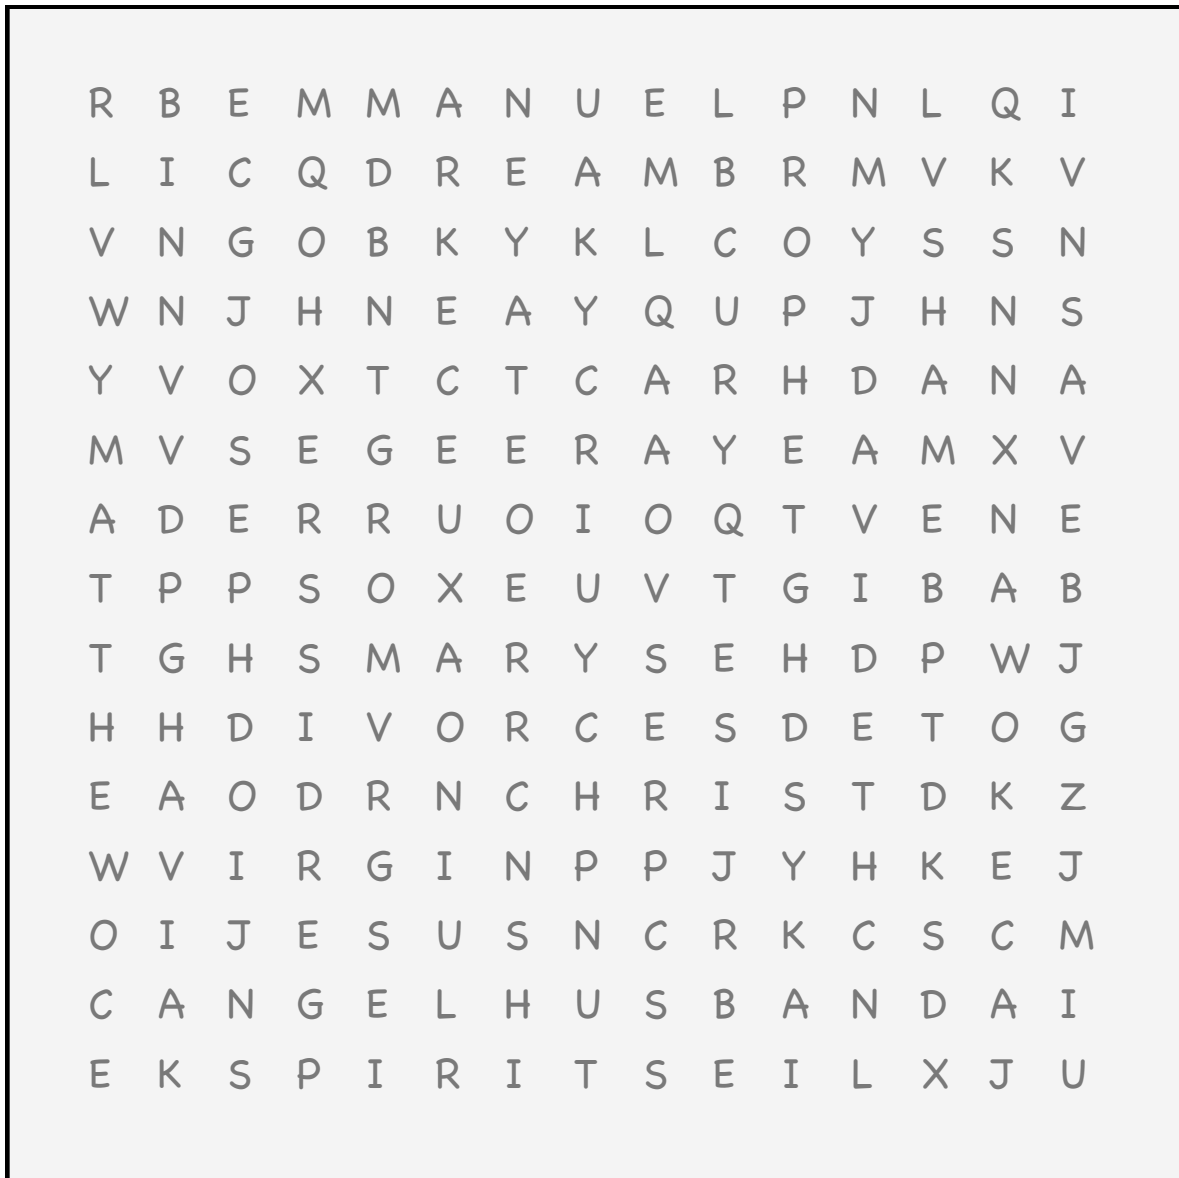 R B E M M A N U E L P N L Q I
L I C Q D R E A M B R M V K V
V N G O B K Y K L C O Y S S N
W N J H N E A Y Q U P J H N S
Y V O X T C T C A R H D A N A
M V S E G E E R A Y E A M X V
A D E R R U O I O Q T V E N E
T P P S O X E U V T G I B A B
T G H S M A R Y S E H D P W J
H H D I V O R C E S D E T O G
E A O D R N C H R I S T D K Z
W V I R G I N P P J Y H K E J
O I J E S U S N C R K C S C M
C A N G E L H U S B A N D A I
E K S P I R I T S E I L X J U